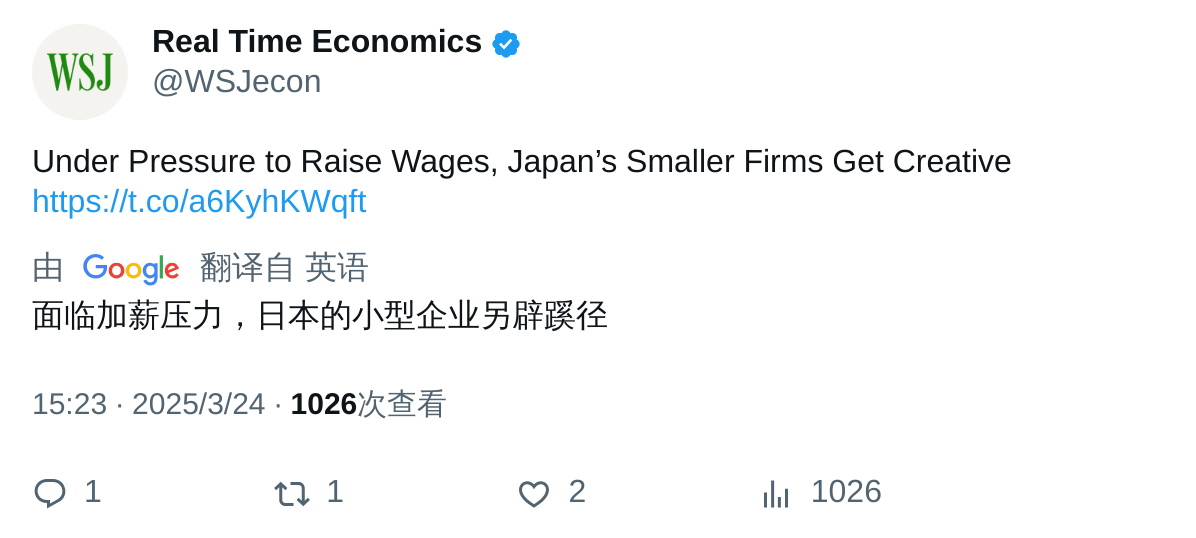 WSJ
Real Time Economics
@WSJecon
Under Pressure to Raise Wages, Japan’s Smaller Firms Get Creative
https://t.co/a6KyhKWqft
由 Google 翻译自 英语
面临加薪压力，日本的小型企业另辟蹊径
15:23 · 2025/3/24 · 1026次查看
1 1 2 1026